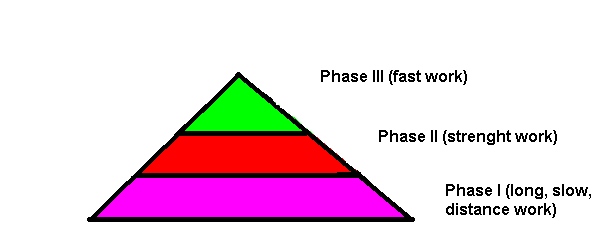 Phase III (fast work)
Phase II (strenght work)
Phase I (long, slow,
distance work)